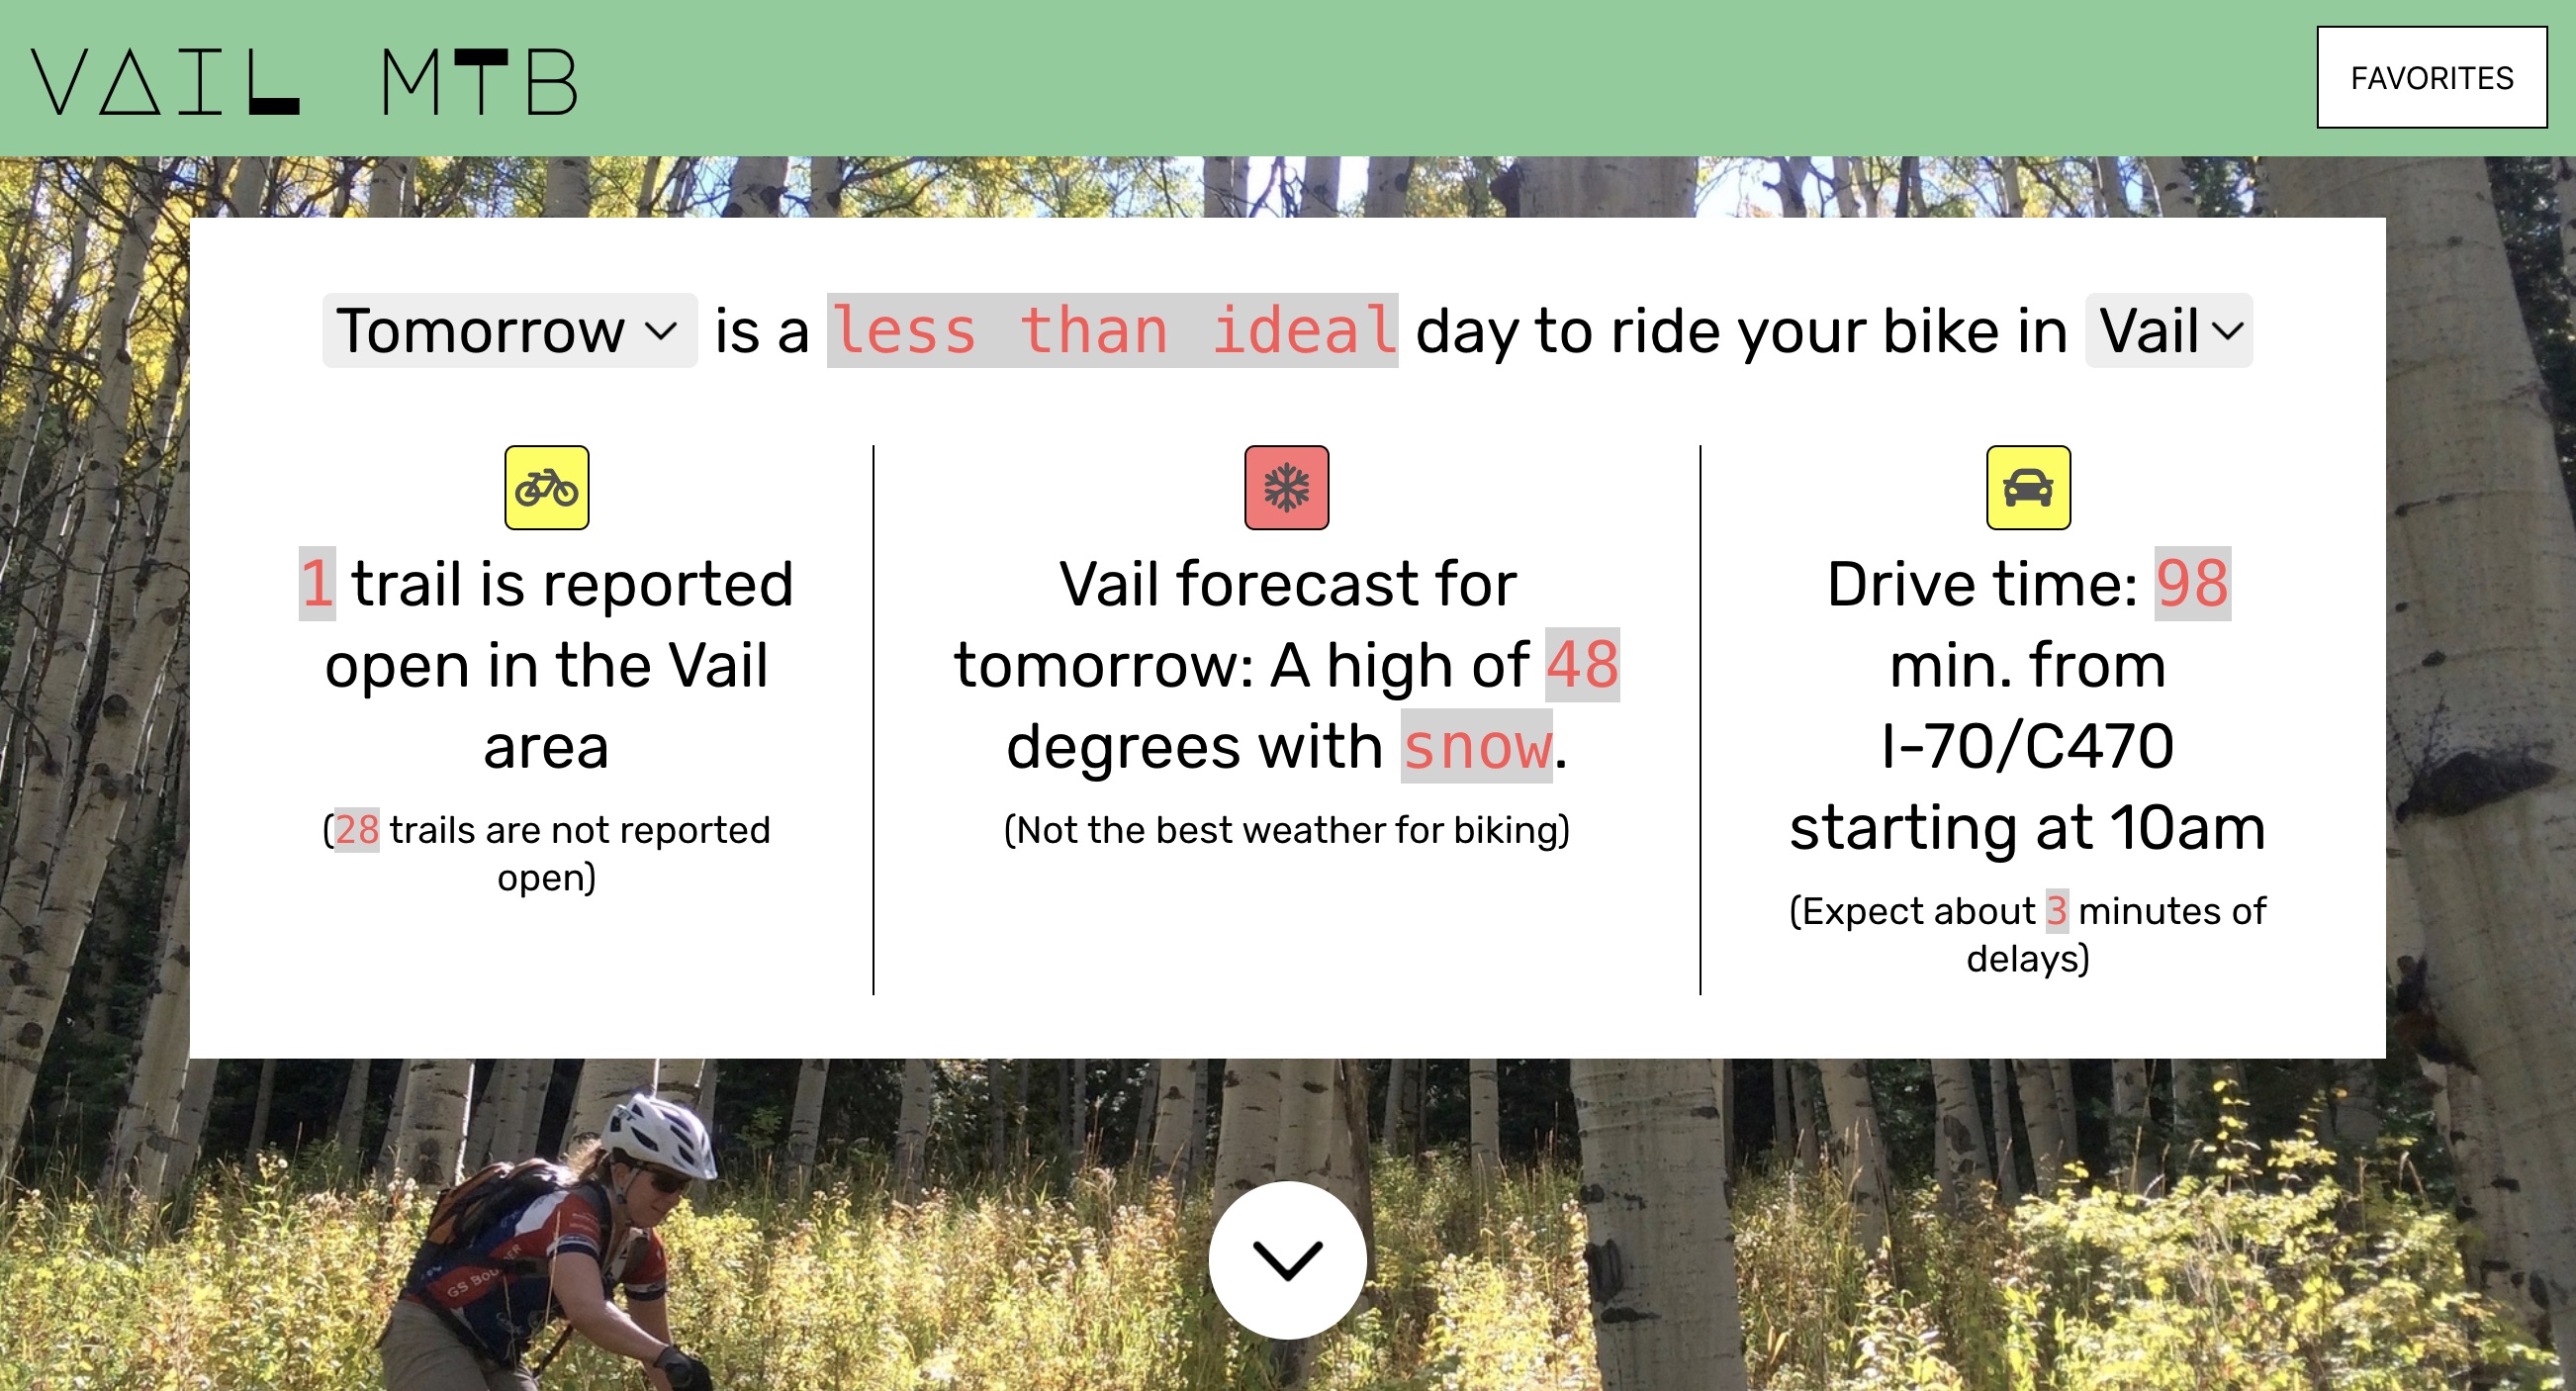 VAIL MTB
FAVORITES
Tomorrow is a less than ideal day to ride your bike in Vail
1 trail is reported
open in the Vail
area
(28 trails are not reported
open)
Vail forecast for
tomorrow: A high of 48
degrees with snow.
(Not the best weather for biking)
Drive time: 98
min. from
I-70/C470
starting at 10am
(Expect about 3 minutes of
delays)